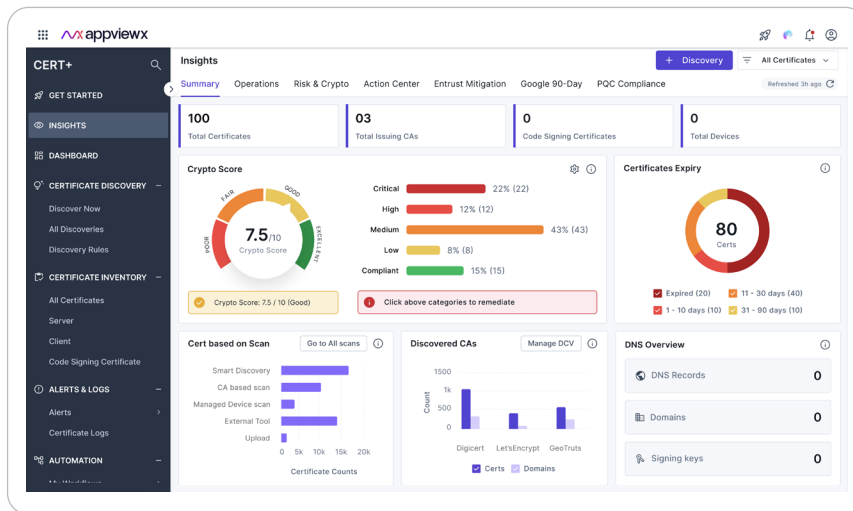 appviewx
CERT+
GET STARTED
INSIGHTS
DASHBOARD
CERTIFICATE DISCOVERY
Discover Now
All Discoveries
Discovery Rules
CERTIFICATE INVENTORY
All Certificates
Server
Client
Code Signing Certificate
ALERTS & LOGS
Alerts
Certificate Logs
AUTOMATION
My Workflows
Insights
+ Discovery
All Certificates
Summary Operations Risk & Crypto Action Center Entrust Mitigation Google 90-Day PQC Compliance
Refreshed 3h ago
100
Total Certificates
03
Total Issuing CAs
0
Code Signing Certificates
0
Total Devices
Crypto Score
POOR
FAIR
GOOD
EXCELLENT
7.5/10
Crypto Score
Critical 22% (22)
High 12% (12)
Medium 43% (43)
Low 8% (8)
Compliant 15% (15)
Crypto Score: 7.5 / 10 (Good)
Click above categories to remediate
Certificates Expiry
80
Certs
Expired (20) 11 - 30 days (40)
1 - 10 days (10) 31 - 90 days (10)
Cert based on Scan
Go to All scans
Smart Discovery
CA based scan
Managed Device scan
External Tool
Upload
0 5k 10k 15k 20k
Certificate Counts
Discovered CAs
Manage DCV
Count
1500
1k
500
0
Digicert Let'sEncrypt GeoTruts
Certs Domains
DNS Overview
DNS Records 0
Domains 0
Signing keys 0